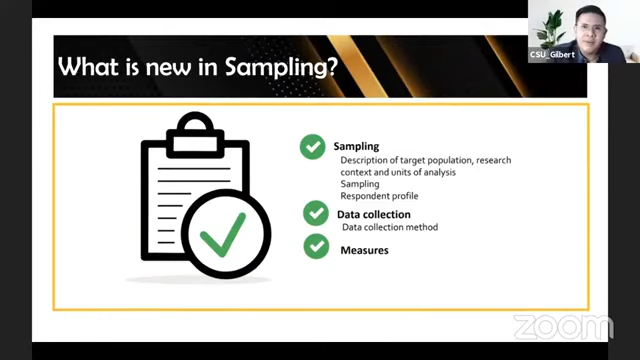 CSU_Gilbert
What is new in Sampling?
Sampling
Description of target population, research
context and units of analysis
Sampling
Respondent profile
Data collection
Data collection method
Measures
zoom